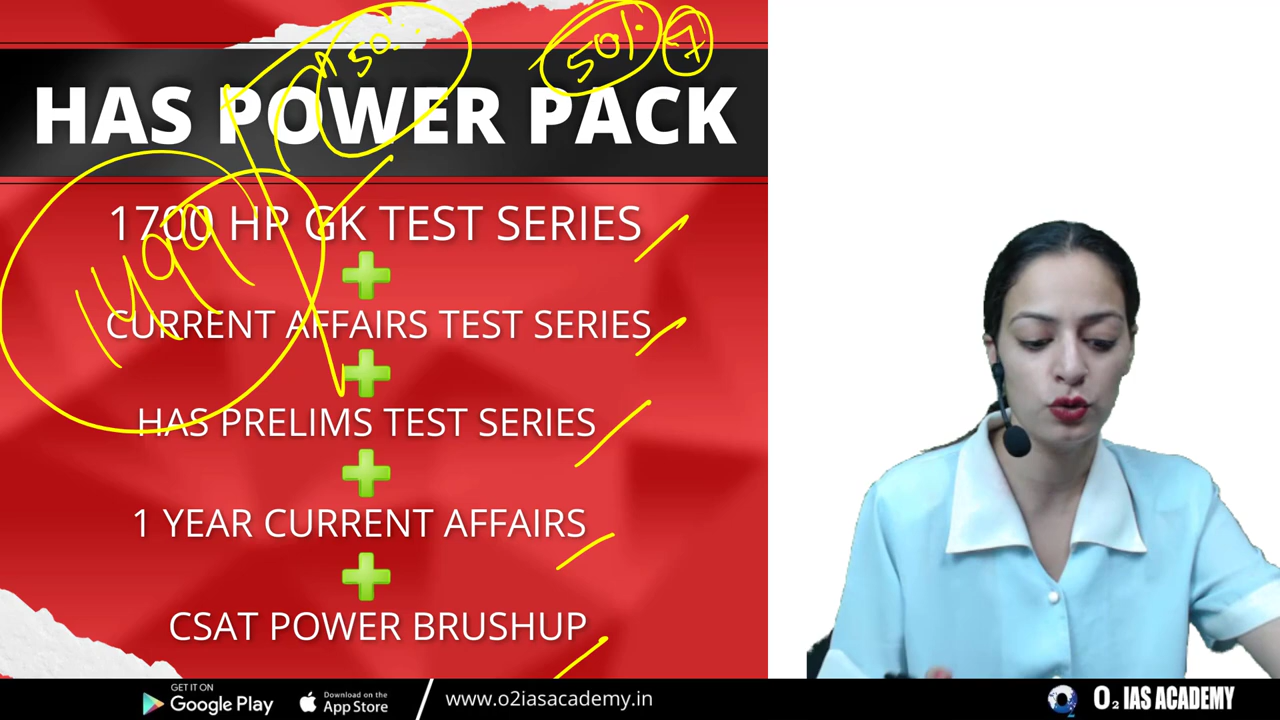 50%
50% 7
HAS POWER PACK
1700 HP GK TEST SERIES
1499/
CURRENT AFFAIRS TEST SERIES
HAS PRELIMS TEST SERIES
1 YEAR CURRENT AFFAIRS
CSAT POWER BRUSHUP
GET IT ON Google Play
Download on the App Store
www.o2iasacademy.in
O2 IAS ACADEMY